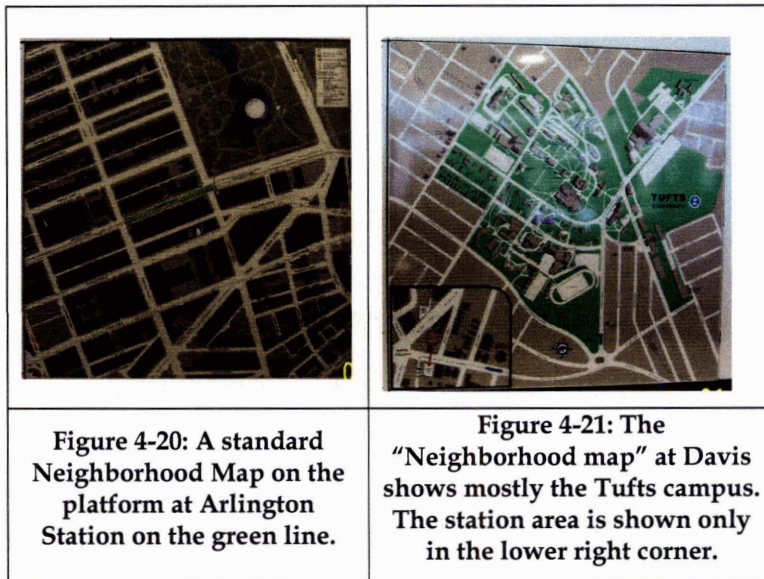 TUFTS
UNIVERSITY
Figure 4-20: A standard
Neighborhood Map on the
platform at Arlington
Station on the green line.
Figure 4-21: The
“Neighborhood map” at Davis
shows mostly the Tufts campus.
The station area is shown only
in the lower right corner.